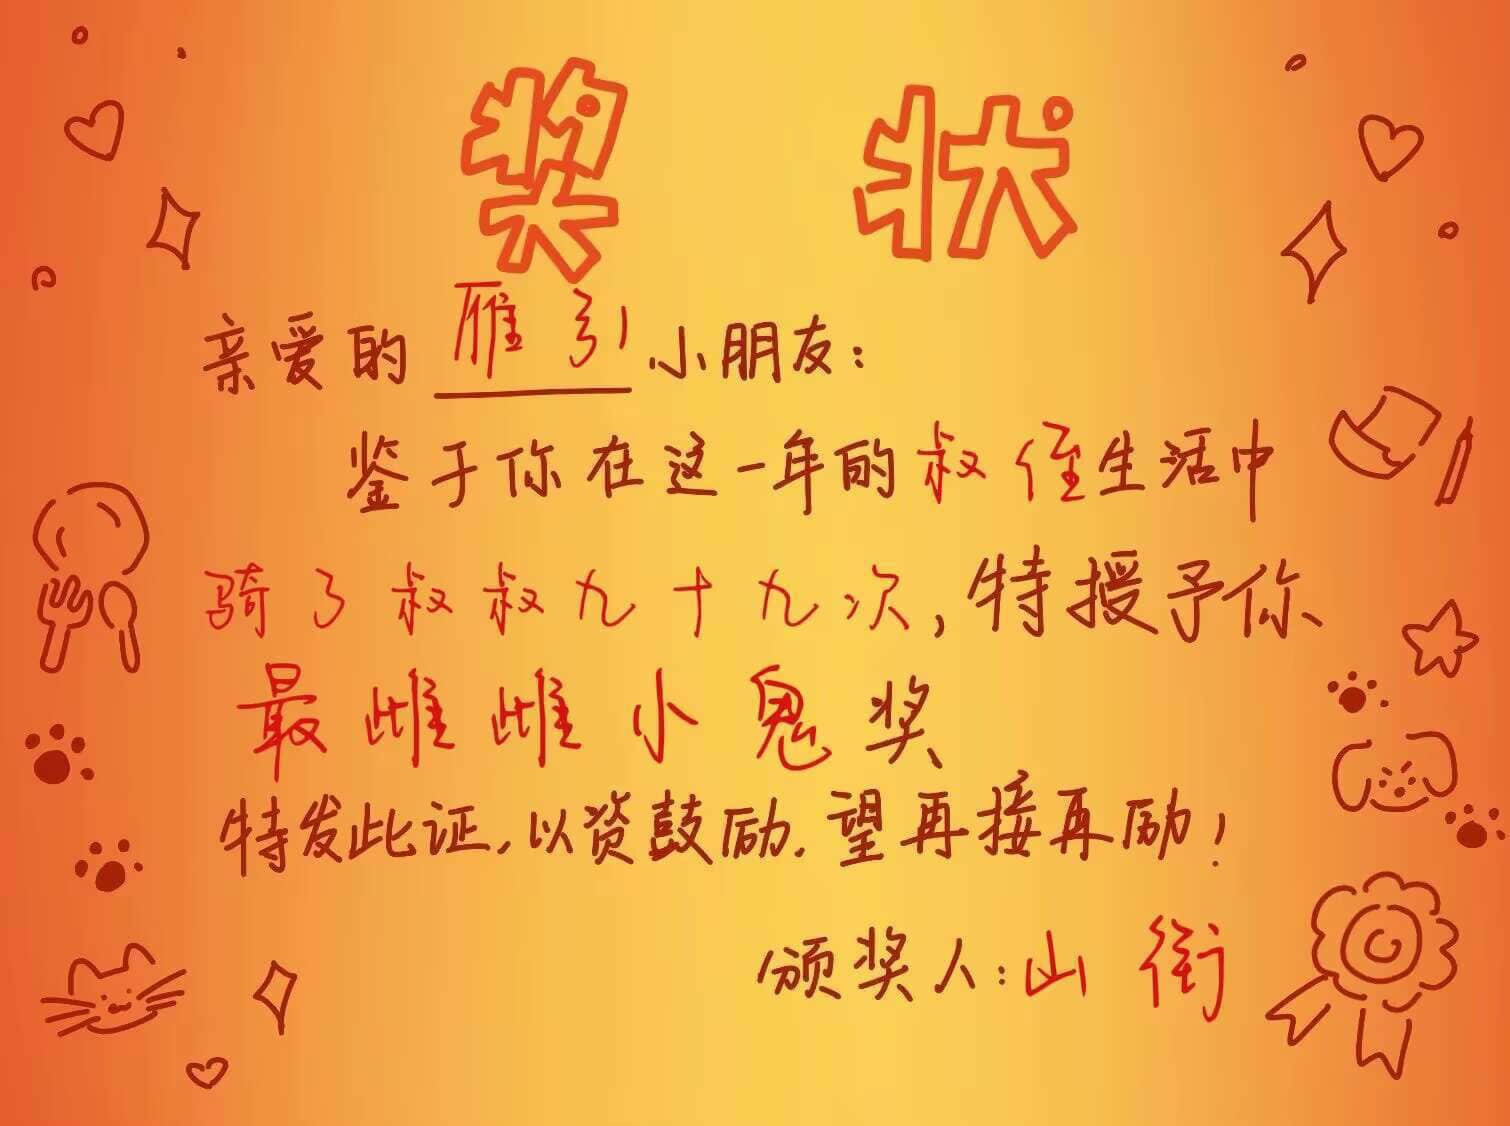 奖状
亲爱的雁引小朋友：
鉴于你在这一年的叔侄生活中
骑了叔叔九十九次，特授予你
最雌雌小鬼奖
特发此证，以资鼓励，望再接再励！
颁奖人：山街